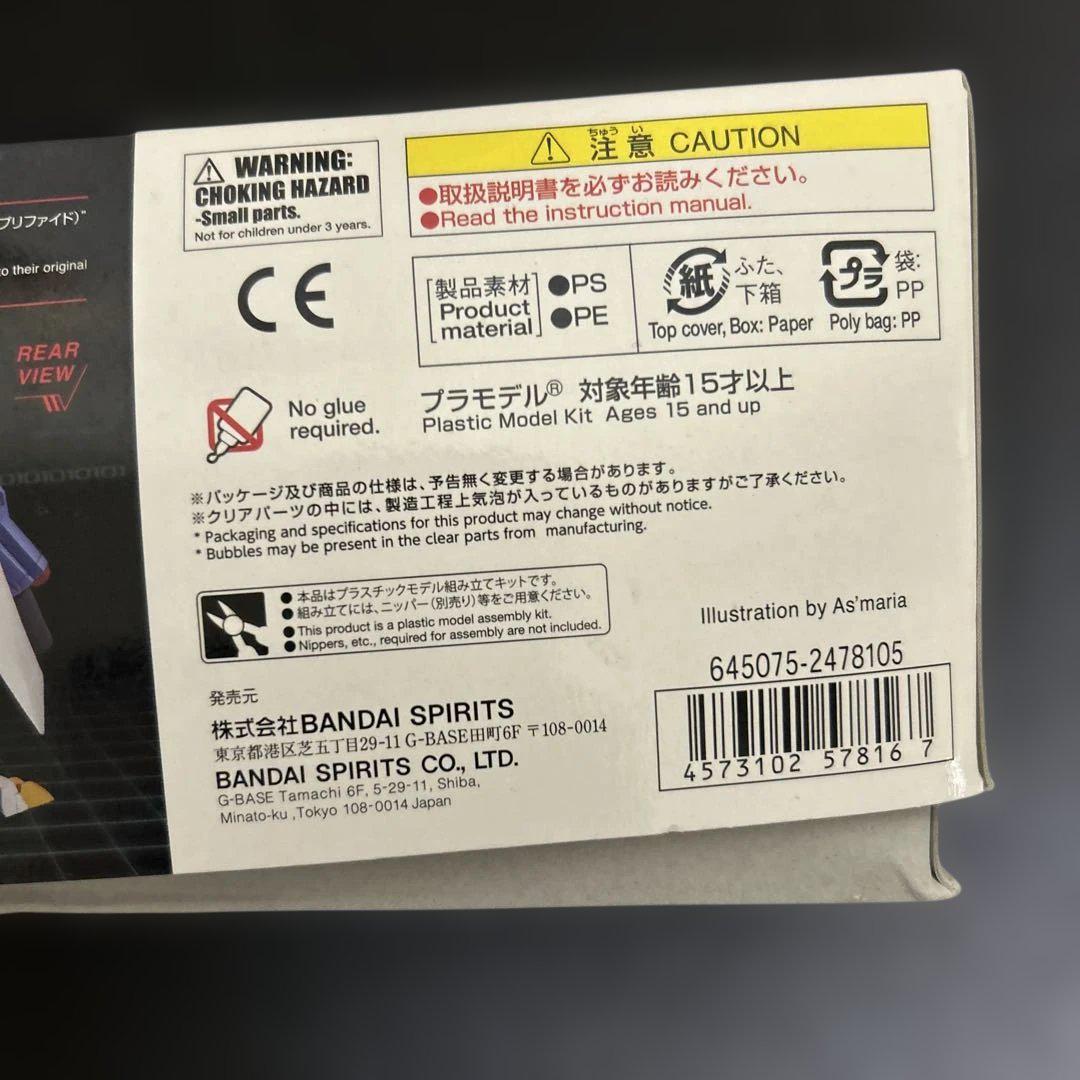 プリファイド)"
to their original
REAR
VIEW
WARNING:
CHOKING HAZARD
-Small parts.
Not for children under 3 years.
ちゅう い
注意 CAUTION
●取扱説明書を必ずお読みください。
●Read the instruction manual.
CE
製品素材
Product
material
●PS
●PE
紙
ふた、
下箱
Top cover, Box: Paper
プラ
袋:
PP
Poly bag: PP
No glue
required.
プラモデル® 対象年齢15才以上
Plastic Model Kit Ages 15 and up
※パッケージ及び商品の仕様は、予告無く変更する場合があります。
※クリアパーツの中には、製造工程上気泡が入っているものがありますがご了承ください。
* Packaging and specifications for this product may change without notice.
* Bubbles may be present in the clear parts from manufacturing.
●本品はプラスチックモデル組み立てキットです。
●組み立てには、ニッパー(別売り)等をご用意ください。
●This product is a plastic model assembly kit.
●Nippers, etc., required for assembly are not included.
Illustration by As'maria
645075-2478105
4573102 57816 7
発売元
株式会社BANDAI SPIRITS
東京都港区芝五丁目29-11 G-BASE田町6F 〒108-0014
BANDAI SPIRITS CO., LTD.
G-BASE Tamachi 6F, 5-29-11, Shiba,
Minato-ku ,Tokyo 108-0014 Japan